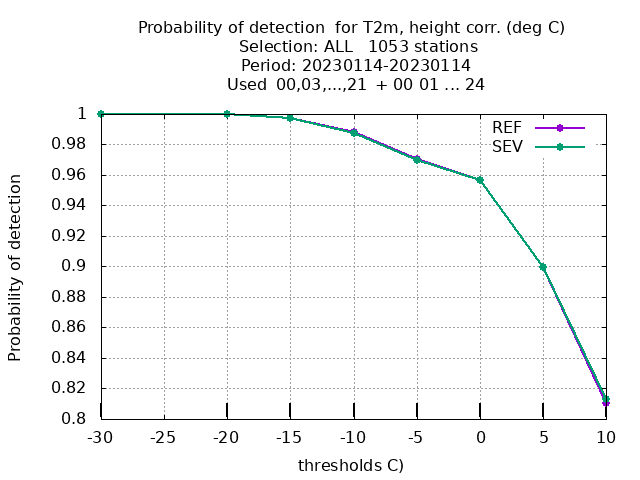 Probability of detection  for T2m, height corr. (deg C)
Selection: ALL   1053 stations
Period: 20230114-20230114
Used  00,03,...,21  + 00 01 ... 24
Probability of detection
1
0.98
0.96
0.94
0.92
0.9
0.88
0.86
0.84
0.82
0.8
REF
SEV
-30 -25 -20 -15 -10 -5 0 5 10
thresholds C)